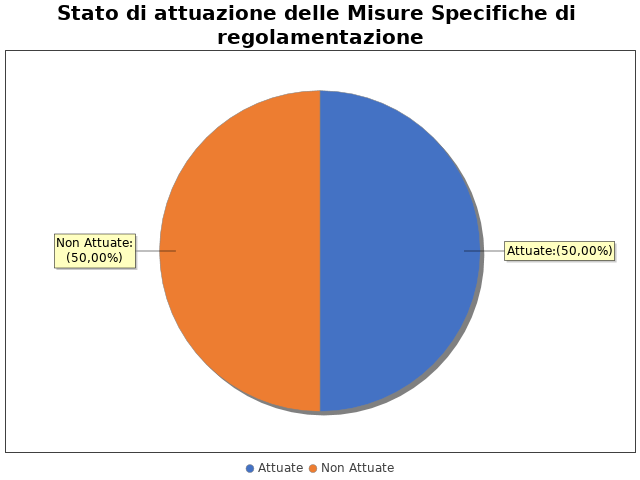 Stato di attuazione delle Misure Specifiche di
regolamentazione
Non Attuate:
(50,00%)
Attuate:(50,00%)
Attuate Non Attuate